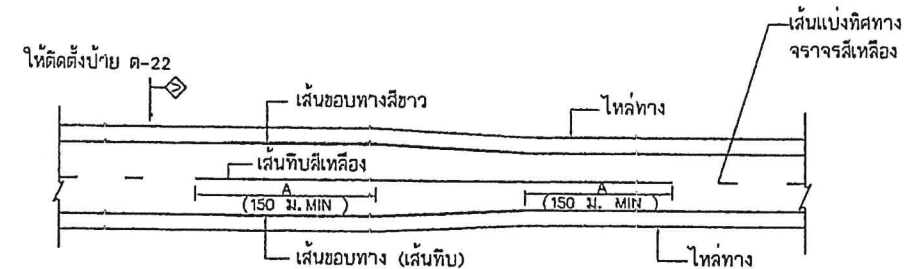 เส้นแบ่งทิศทาง
จราจรสีเหลือง
ให้ติดตั้งป้าย ต-22
เส้นขอบทางสีขาว
ไหล่ทาง
เส้นทึบสีเหลือง
A
(150 ม. MIN )
A
(150 ม. MIN )
เส้นขอบทาง (เส้นทึบ)
ไหล่ทาง